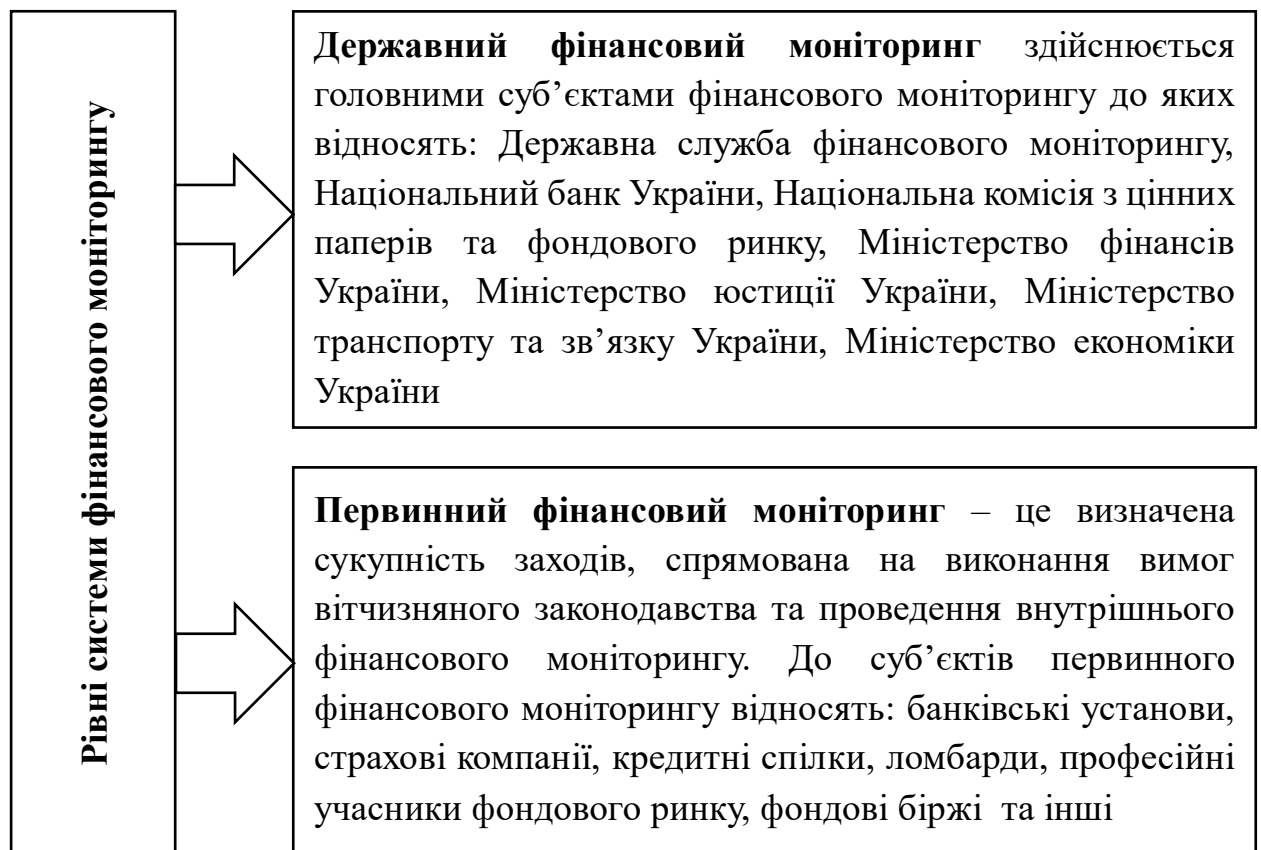 Рівні системи фінансового моніторингу
Державний фінансовий моніторинг здійснюється
головними суб’єктами фінансового моніторингу до яких
відносять: Державна служба фінансового моніторингу,
Національний банк України, Національна комісія з цінних
паперів та фондового ринку, Міністерство фінансів
України, Міністерство юстиції України, Міністерство
транспорту та зв’язку України, Міністерство економіки
України
Первинний фінансовий моніторинг – це визначена
сукупність заходів, спрямована на виконання вимог
вітчизняного законодавства та проведення внутрішнього
фінансового моніторингу. До суб’єктів первинного
фінансового моніторингу відносять: банківські установи,
страхові компанії, кредитні спілки, ломбарди, професійні
учасники фондового ринку, фондові біржі та інші